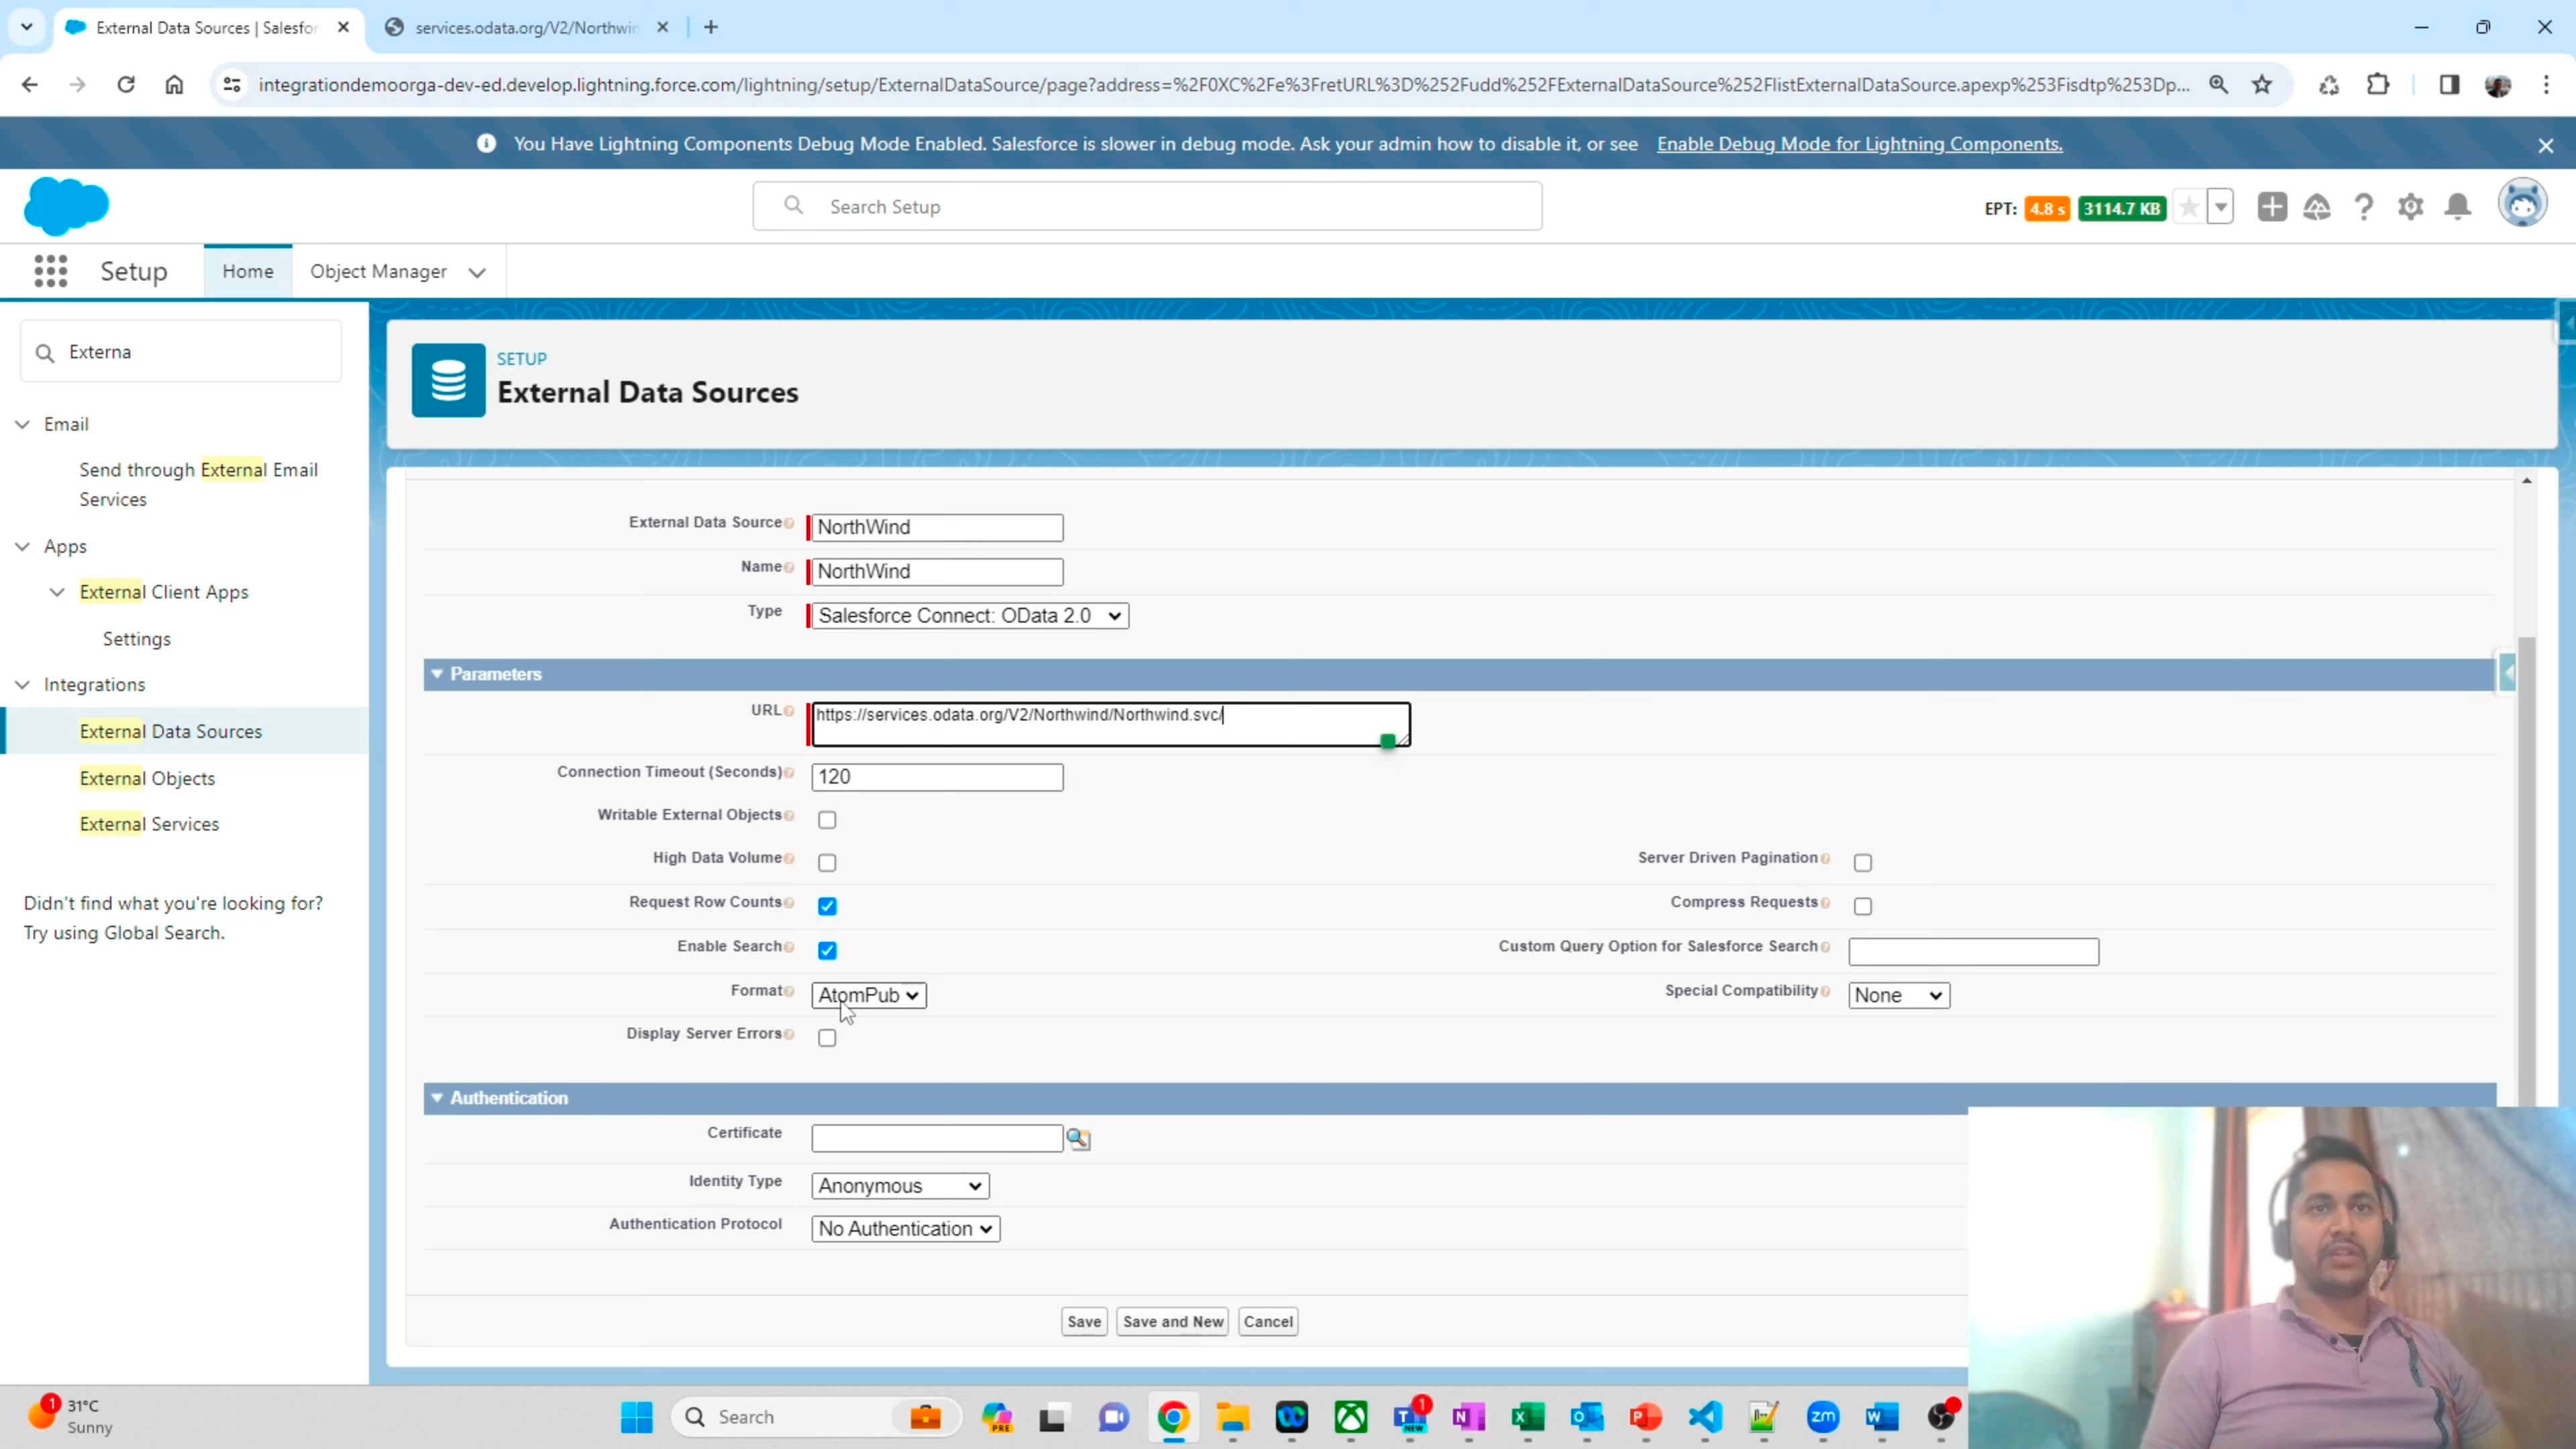 External Data Sources | Salesfor
services.odata.org/V2/Northwin
integrationdemoorga-dev-ed.develop.lightning.force.com/lightning/setup/ExternalDataSource/page?address=%2F0XC%2Fe%3FretURL%3D%252Fudd%252FExternalDataSource%252FlistExternalDataSource.apexp%253Fisdtp%253Dp...
You Have Lightning Components Debug Mode Enabled. Salesforce is slower in debug mode. Ask your admin how to disable it, or see Enable Debug Mode for Lightning Components.
Search Setup
EPT: 4.8 s 3114.7 KB
Setup Home Object Manager
Externa
Email
Send through External Email
Services
Apps
External Client Apps
Settings
Integrations
External Data Sources
External Objects
External Services
Didn't find what you're looking for?
Try using Global Search.
SETUP
External Data Sources
External Data Source NorthWind
Name NorthWind
Type Salesforce Connect: OData 2.0
Parameters
URL https://services.odata.org/V2/Northwind/Northwind.svc/
Connection Timeout (Seconds) 120
Writable External Objects
High Data Volume Server Driven Pagination
Request Row Counts Compress Requests
Enable Search Custom Query Option for Salesforce Search
Format AtomPub Special Compatibility None
Display Server Errors
Authentication
Certificate
Identity Type Anonymous
Authentication Protocol No Authentication
Save Save and New Cancel
1 31°C
Sunny
Search
PRE
1
NEW
zm